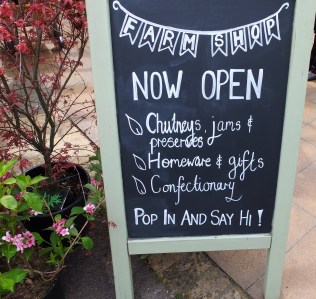 FARM SHOP
NOW OPEN
Chutneys, jams &
preserves
Homeware & gifts
Confectionary
POP IN AND SAY HI !